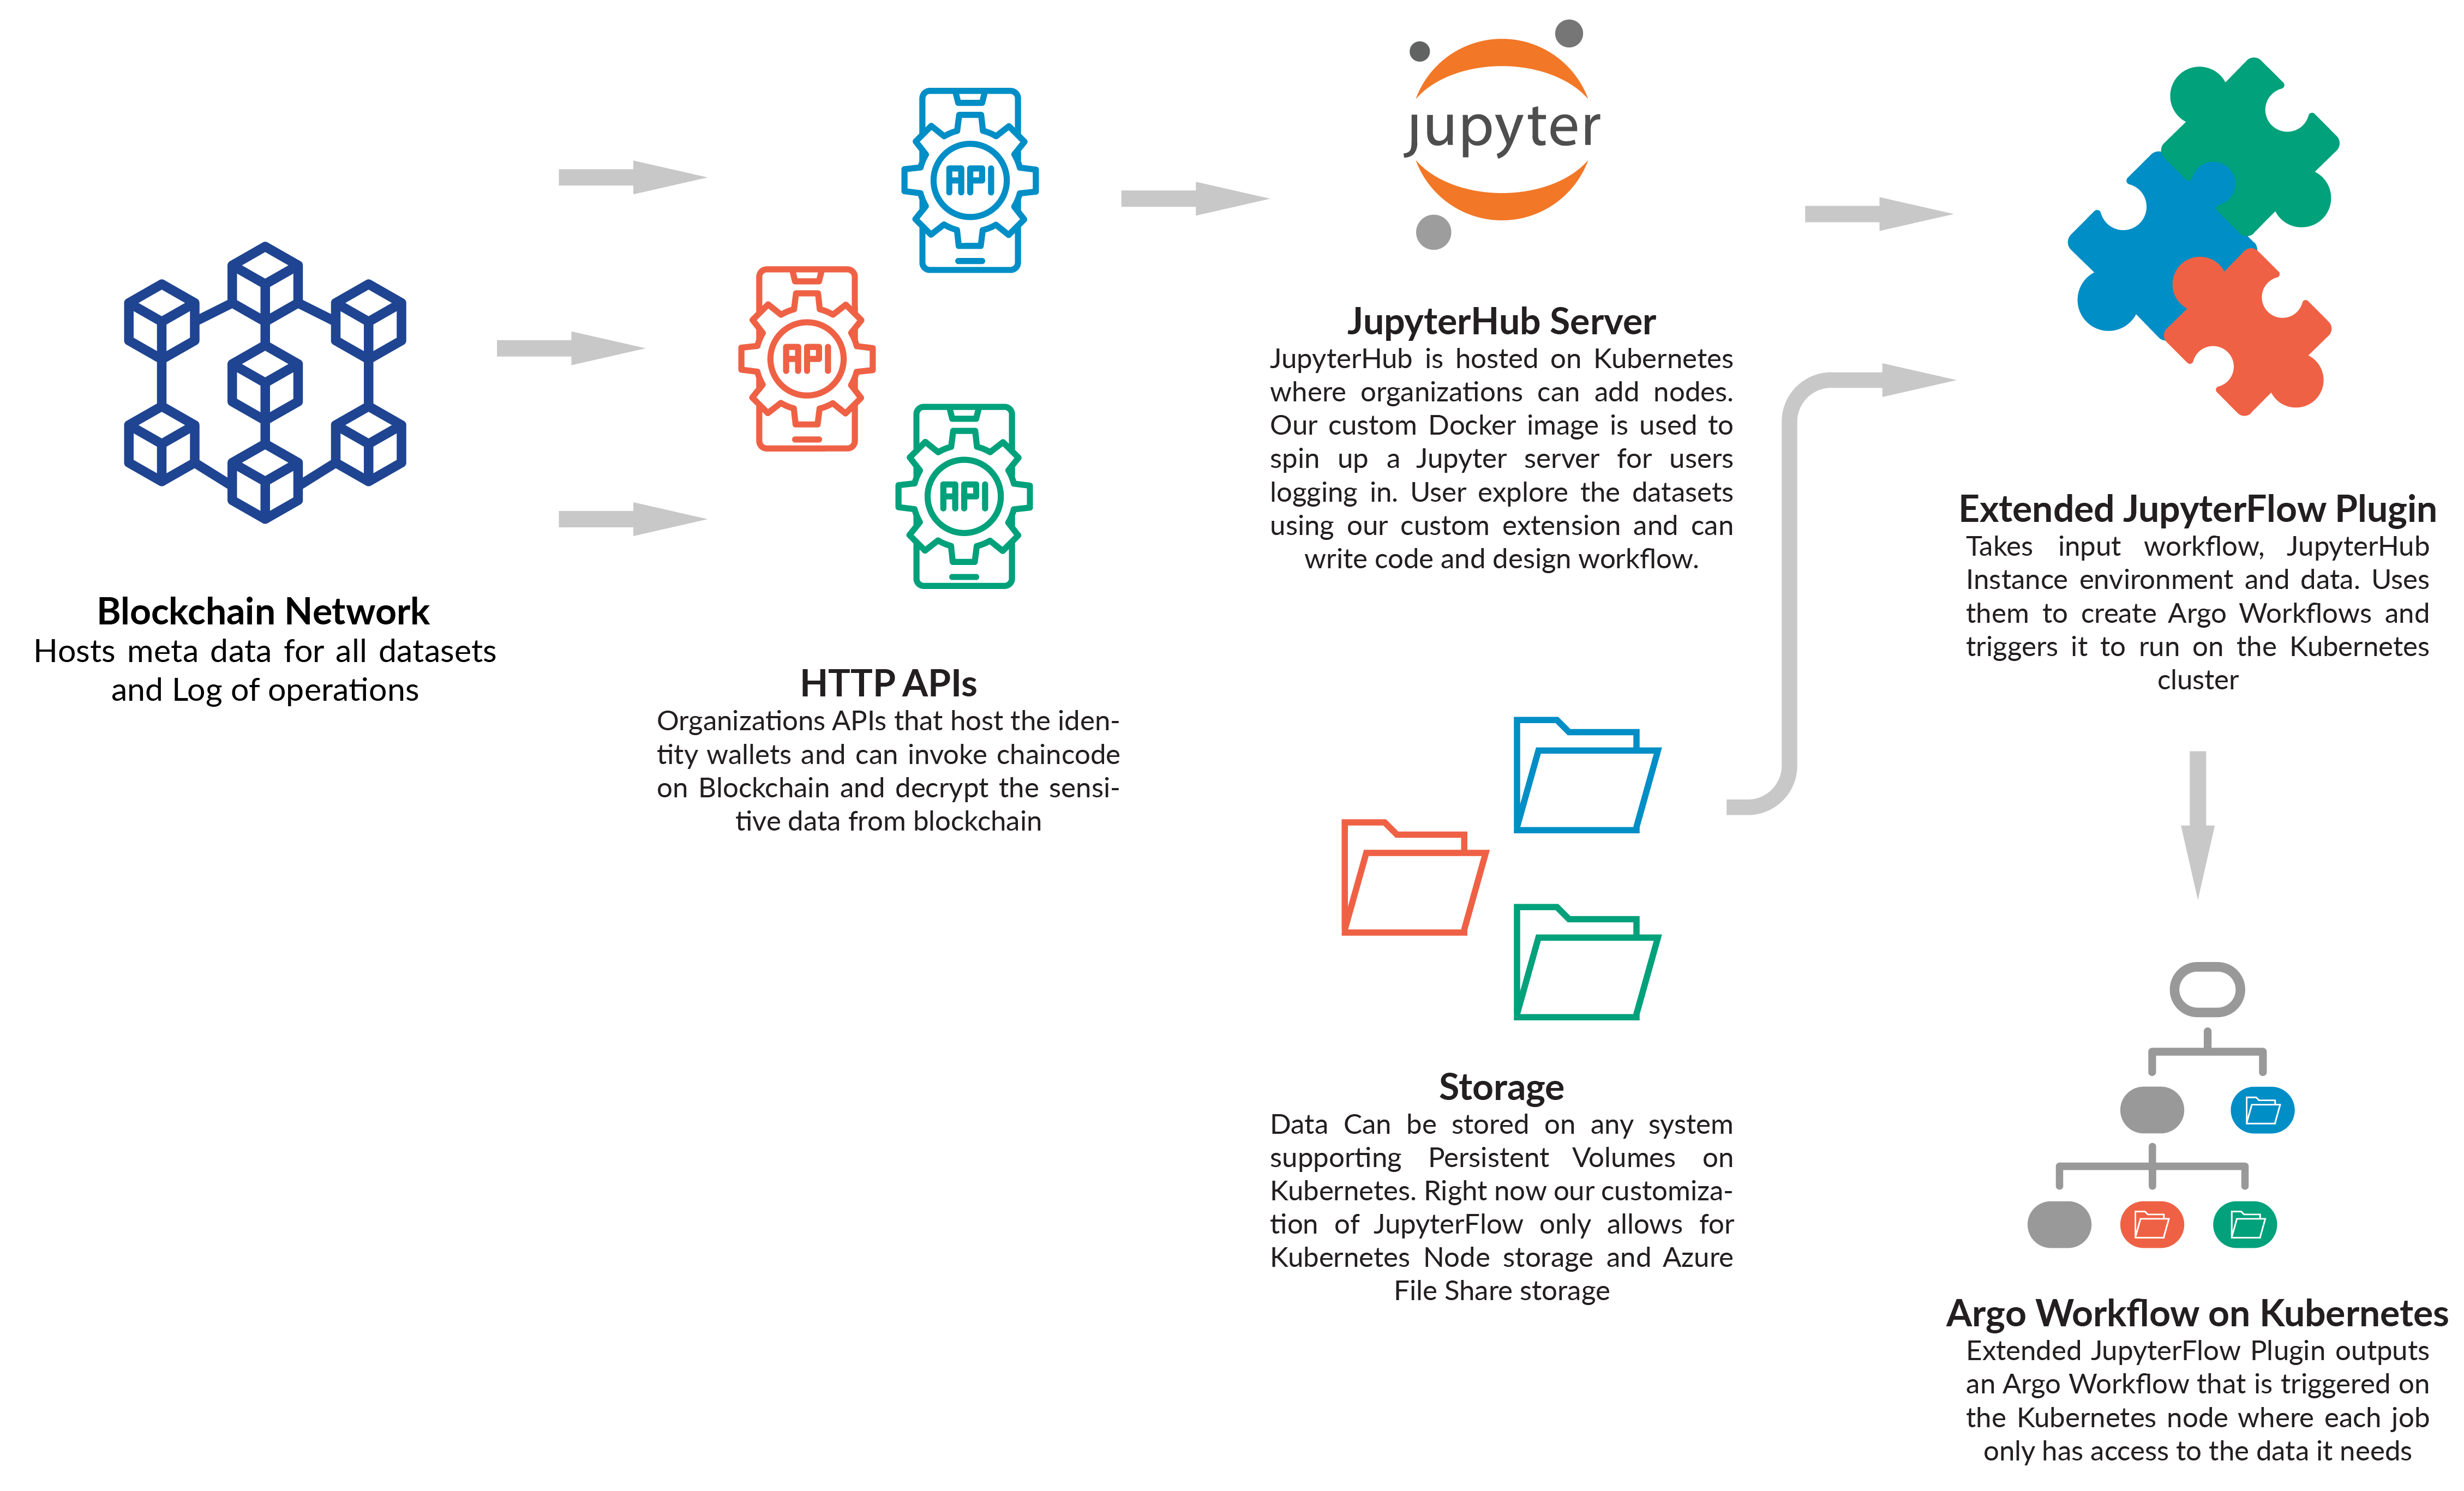 Blockchain Network
Hosts meta data for all datasets
and Log of operations
API
API
API
HTTP APIs
Organizations APIs that host the iden-
tity wallets and can invoke chaincode
on Blockchain and decrypt the sensi-
tive data from blockchain
jupyter
JupyterHub Server
JupyterHub is hosted on Kubernetes
where organizations can add nodes.
Our custom Docker image is used to
spin up a Jupyter server for users
logging in. User explore the datasets
using our custom extension and can
write code and design workflow.
Storage
Data Can be stored on any system
supporting Persistent Volumes on
Kubernetes. Right now our customiza-
tion of JupyterFlow only allows for
Kubernetes Node storage and Azure
File Share storage
Extended JupyterFlow Plugin
Takes input workflow, JupyterHub
Instance environment and data. Uses
them to create Argo Workflows and
triggers it to run on the Kubernetes
cluster
Argo Workflow on Kubernetes
Extended JupyterFlow Plugin outputs
an Argo Workflow that is triggered on
the Kubernetes node where each job
only has access to the data it needs